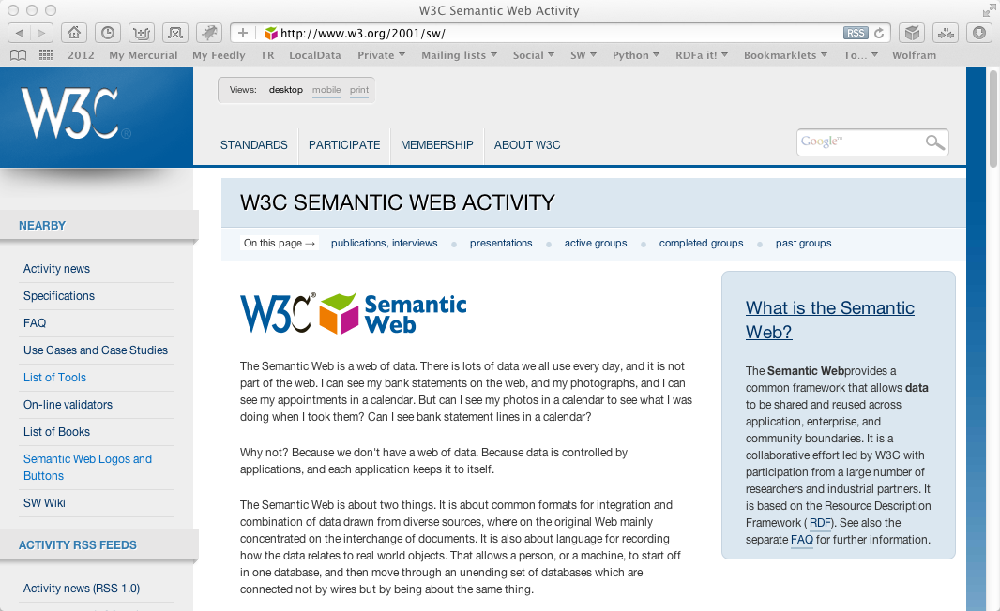 W3C Semantic Web Activity
http://www.w3.org/2001/sw/
RSS
2012 My Mercurial My Feedly TR LocalData Private Mailing lists Social SW Python RDFa it! Bookmarklets To... Wolfram
W3C®
Views: desktop mobile print
STANDARDS PARTICIPATE MEMBERSHIP ABOUT W3C
Google™
NEARBY
Activity news
Specifications
FAQ
Use Cases and Case Studies
List of Tools
On-line validators
List of Books
Semantic Web Logos and
Buttons
SW Wiki
ACTIVITY RSS FEEDS
Activity news (RSS 1.0)
W3C SEMANTIC WEB ACTIVITY
On this page → publications, interviews • presentations • active groups • completed groups • past groups
W3C® Semantic
Web
The Semantic Web is a web of data. There is lots of data we all use every day, and it is not
part of the web. I can see my bank statements on the web, and my photographs, and I can
see my appointments in a calendar. But can I see my photos in a calendar to see what I was
doing when I took them? Can I see bank statement lines in a calendar?
Why not? Because we don't have a web of data. Because data is controlled by
applications, and each application keeps it to itself.
The Semantic Web is about two things. It is about common formats for integration and
combination of data drawn from diverse sources, where on the original Web mainly
concentrated on the interchange of documents. It is also about language for recording
how the data relates to real world objects. That allows a person, or a machine, to start off
in one database, and then move through an unending set of databases which are
connected not by wires but by being about the same thing.
What is the Semantic
Web?
The Semantic Webprovides a
common framework that allows data
to be shared and reused across
application, enterprise, and
community boundaries. It is a
collaborative effort led by W3C with
participation from a large number of
researchers and industrial partners. It
is based on the Resource Description
Framework ( RDF). See also the
separate FAQ for further information.